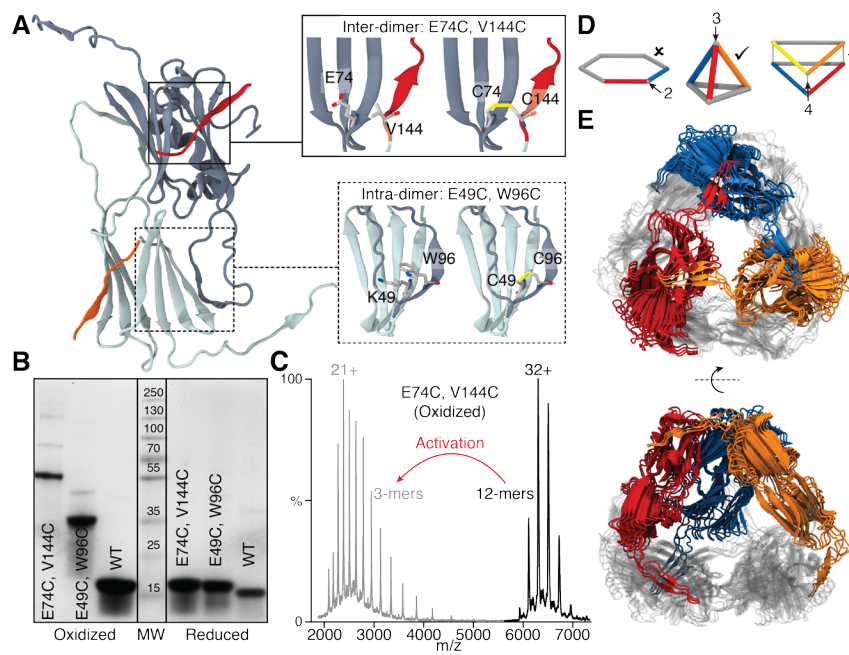 A
Inter-dimer: E74C, V144C
E74
V144
C74
C144
Intra-dimer: E49C, W96C
W96
K49
C96
C49
B
E74C, V144C
E49C, W96C
WT
250
130
100
70
55
35
25
15
E74C, V144C
E49C, W96C
WT
Oxidized
MW
Reduced
C
100
%
0
21+
32+
E74C, V144C
(Oxidized)
Activation
3-mers
12-mers
2000
3000
4000
5000
6000
7000
m/z
D
2
3
4
E